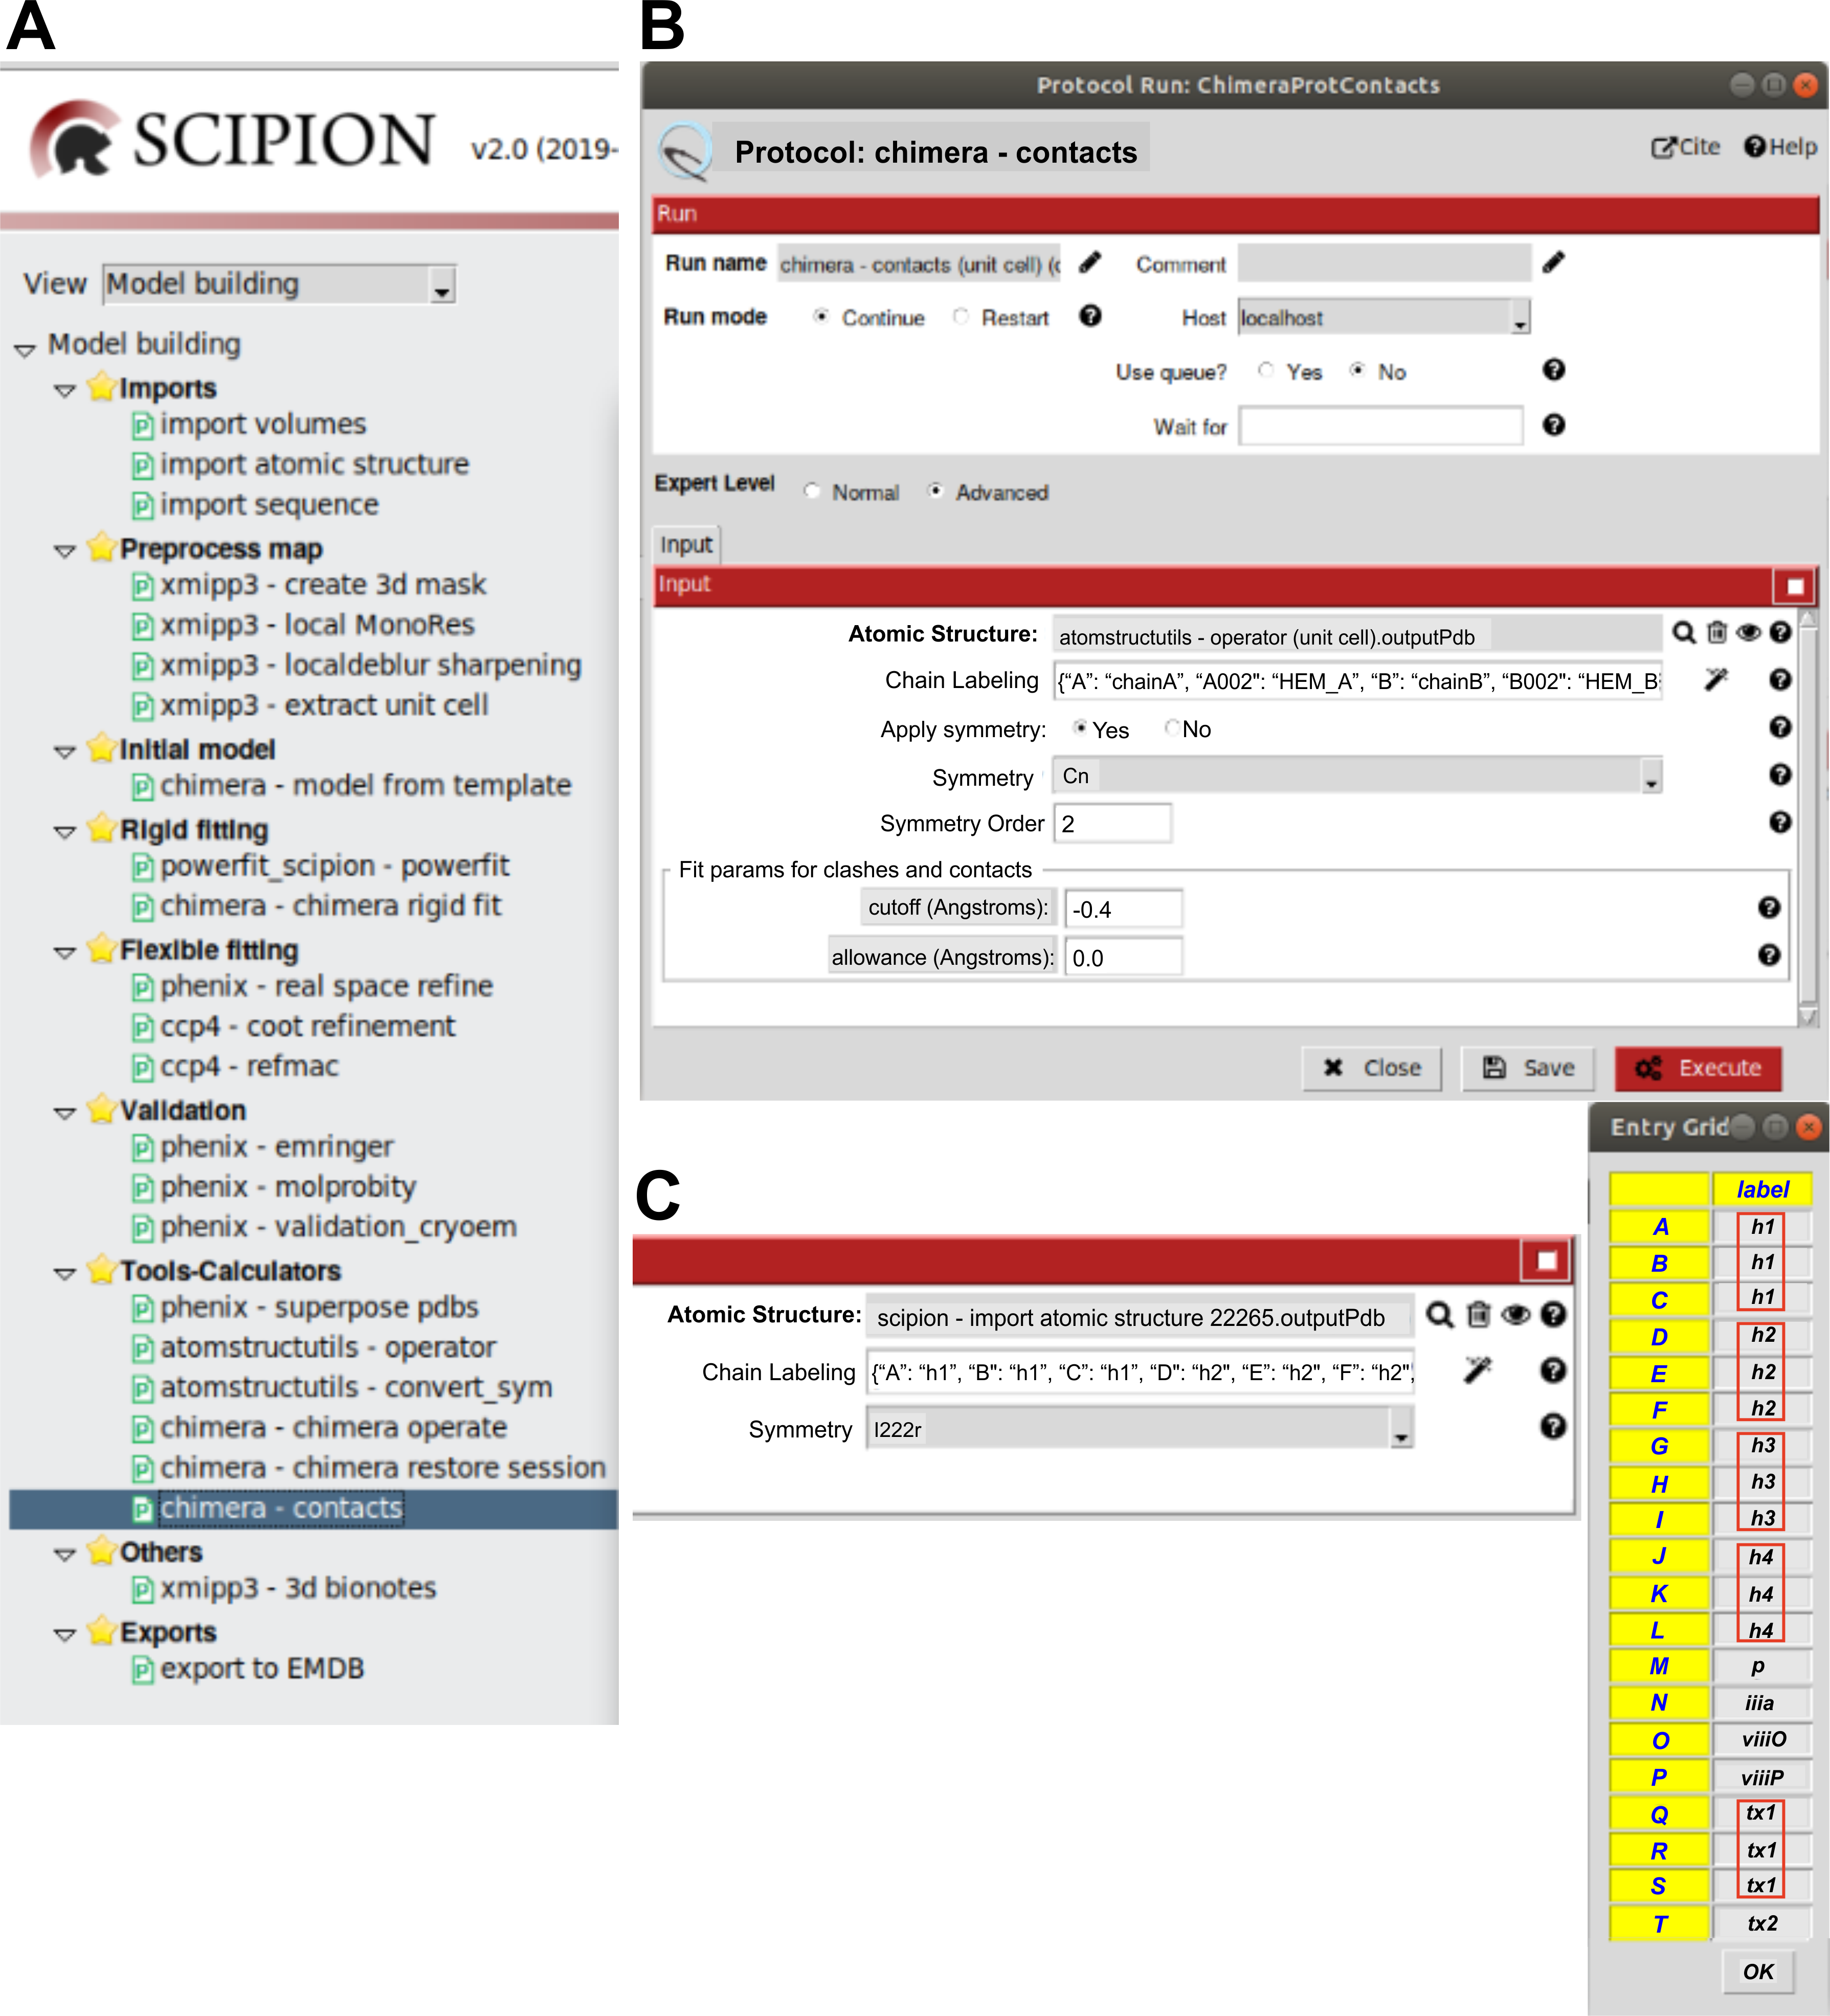 A
SCIPION v2.0 (2019-
View Model building
Model building
Imports
import volumes
import atomic structure
import sequence
Preprocess map
xmipp3 - create 3d mask
xmipp3 - local MonoRes
xmipp3 - localdeblur sharpening
xmipp3 - extract unit cell
Initial model
chimera - model from template
Rigid fitting
powerfit_scipion - powerfit
chimera - chimera rigid fit
Flexible fitting
phenix - real space refine
ccp4 - coot refinement
ccp4 - refmac
Validation
phenix - emringer
phenix - molprobity
phenix - validation_cryoem
Tools-Calculators
phenix - superpose pdbs
atomstructutils - operator
atomstructutils - convert_sym
chimera - chimera operate
chimera - chimera restore session
chimera - contacts
Others
xmipp3 - 3d bionotes
Exports
export to EMDB
B
Protocol Run: ChimeraProtContacts
Protocol: chimera - contacts Cite Help
Run
Run name chimera - contacts (unit cell) (c Comment
Run mode Continue Restart Host localhost
Use queue? Yes No
Wait for
Expert Level Normal Advanced
Input
Input
Atomic Structure: atomstructutils - operator (unit cell).outputPdb
Chain Labeling {“A”: “chainA”, “A002": “HEM_A”, “B”: “chainB”, “B002": “HEM_B
Apply symmetry: Yes No
Symmetry Cn
Symmetry Order 2
Fit params for clashes and contacts
cutoff (Angstroms): -0.4
allowance (Angstroms): 0.0
Close Save Execute
C
Atomic Structure: scipion - import atomic structure 22265.outputPdb
Chain Labeling {“A”: “h1”, “B": “h1”, “C”: “h1”, “D": “h2", “E”: “h2", “F”: “h2",
Symmetry I222r
Entry Grid
label
A h1
B h1
C h1
D h2
E h2
F h2
G h3
H h3
I h3
J h4
K h4
L h4
M p
N iiia
O viiiO
P viiiP
Q tx1
R tx1
S tx1
T tx2
OK